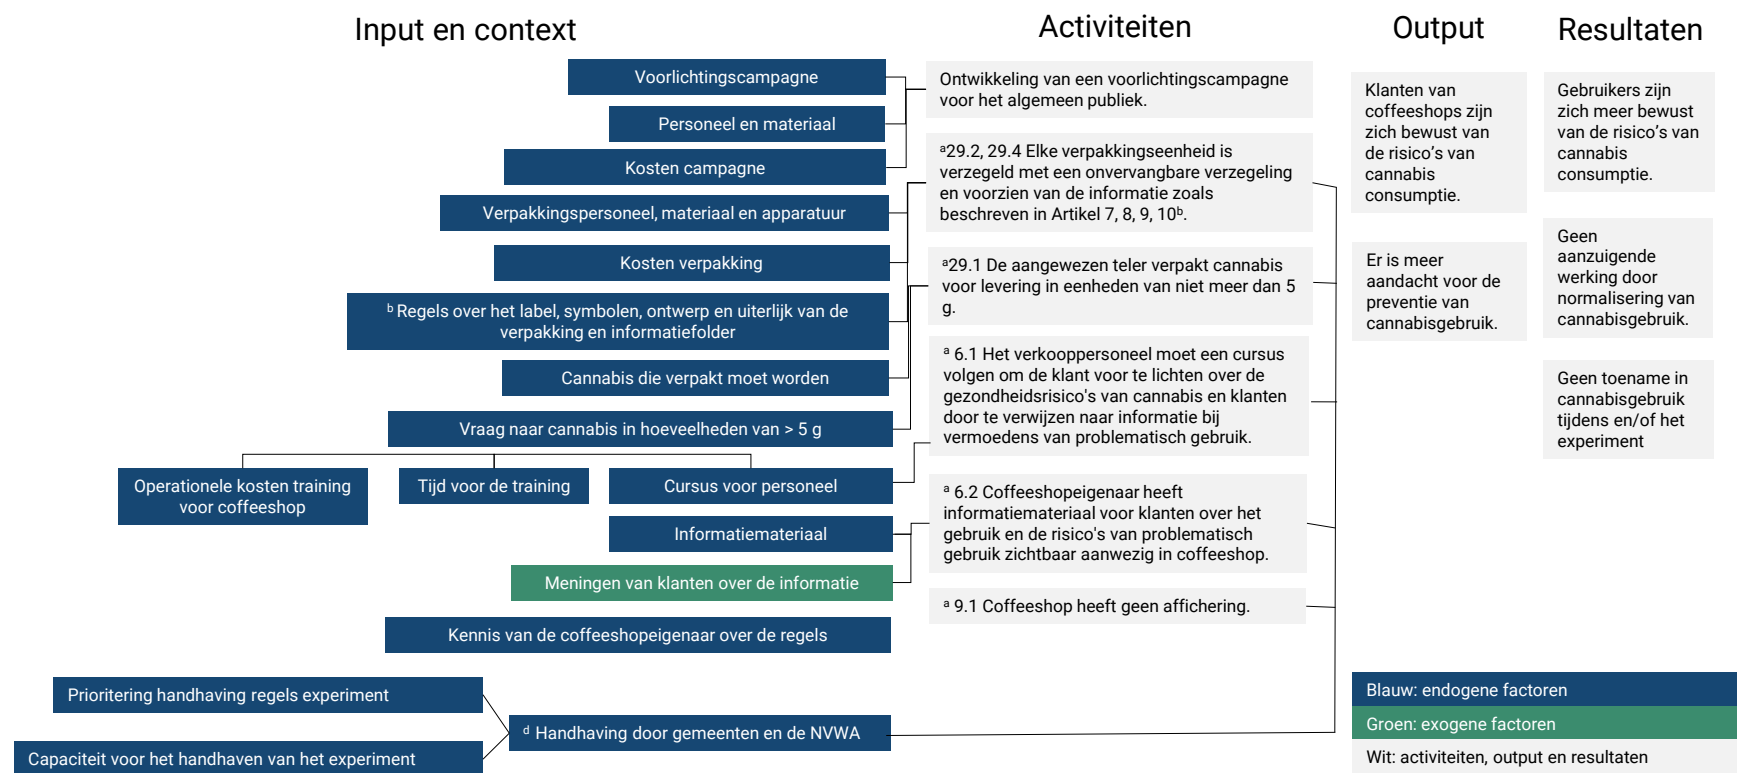 Input en context
Activiteiten
Output
Resultaten
Voorlichtingscampagne
Personeel en materiaal
Kosten campagne
Verpakkingspersoneel, materiaal en apparatuur
Kosten verpakking
ᵇ Regels over het label, symbolen, ontwerp en uiterlijk van de
verpakking en informatiefolder
Cannabis die verpakt moet worden
Vraag naar cannabis in hoeveelheden van > 5 g
Operationele kosten training
voor coffeeshop
Tijd voor de training
Cursus voor personeel
Informatiemateriaal
Meningen van klanten over de informatie
Kennis van de coffeeshopeigenaar over de regels
Prioritering handhaving regels experiment
Capaciteit voor het handhaven van het experiment
ᵈ Handhaving door gemeenten en de NVWA
Ontwikkeling van een voorlichtingscampagne
voor het algemeen publiek.
ᵃ29.2, 29.4 Elke verpakkingseenheid is
verzegeld met een onvervangbare verzegeling
en voorzien van de informatie zoals
beschreven in Artikel 7, 8, 9, 10ᵇ.
ᵃ29.1 De aangewezen teler verpakt cannabis
voor levering in eenheden van niet meer dan 5
g.
ᵃ 6.1 Het verkooppersoneel moet een cursus
volgen om de klant voor te lichten over de
gezondheidsrisico's van cannabis en klanten
door te verwijzen naar informatie bij
vermoedens van problematisch gebruik.
ᵃ 6.2 Coffeeshopeigenaar heeft
informatiemateriaal voor klanten over het
gebruik en de risico's van problematisch
gebruik zichtbaar aanwezig in coffeeshop.
ᵃ 9.1 Coffeeshop heeft geen affichering.
Klanten van
coffeeshops zijn
zich bewust van
de risico’s van
cannabis
consumptie.
Er is meer
aandacht voor de
preventie van
cannabisgebruik.
Gebruikers zijn
zich meer bewust
van de risico’s van
cannabis
consumptie.
Geen
aanzuigende
werking door
normalisering van
cannabisgebruik.
Geen toename in
cannabisgebruik
tijdens en/of het
experiment
Blauw: endogene factoren
Groen: exogene factoren
Wit: activiteiten, output en resultaten